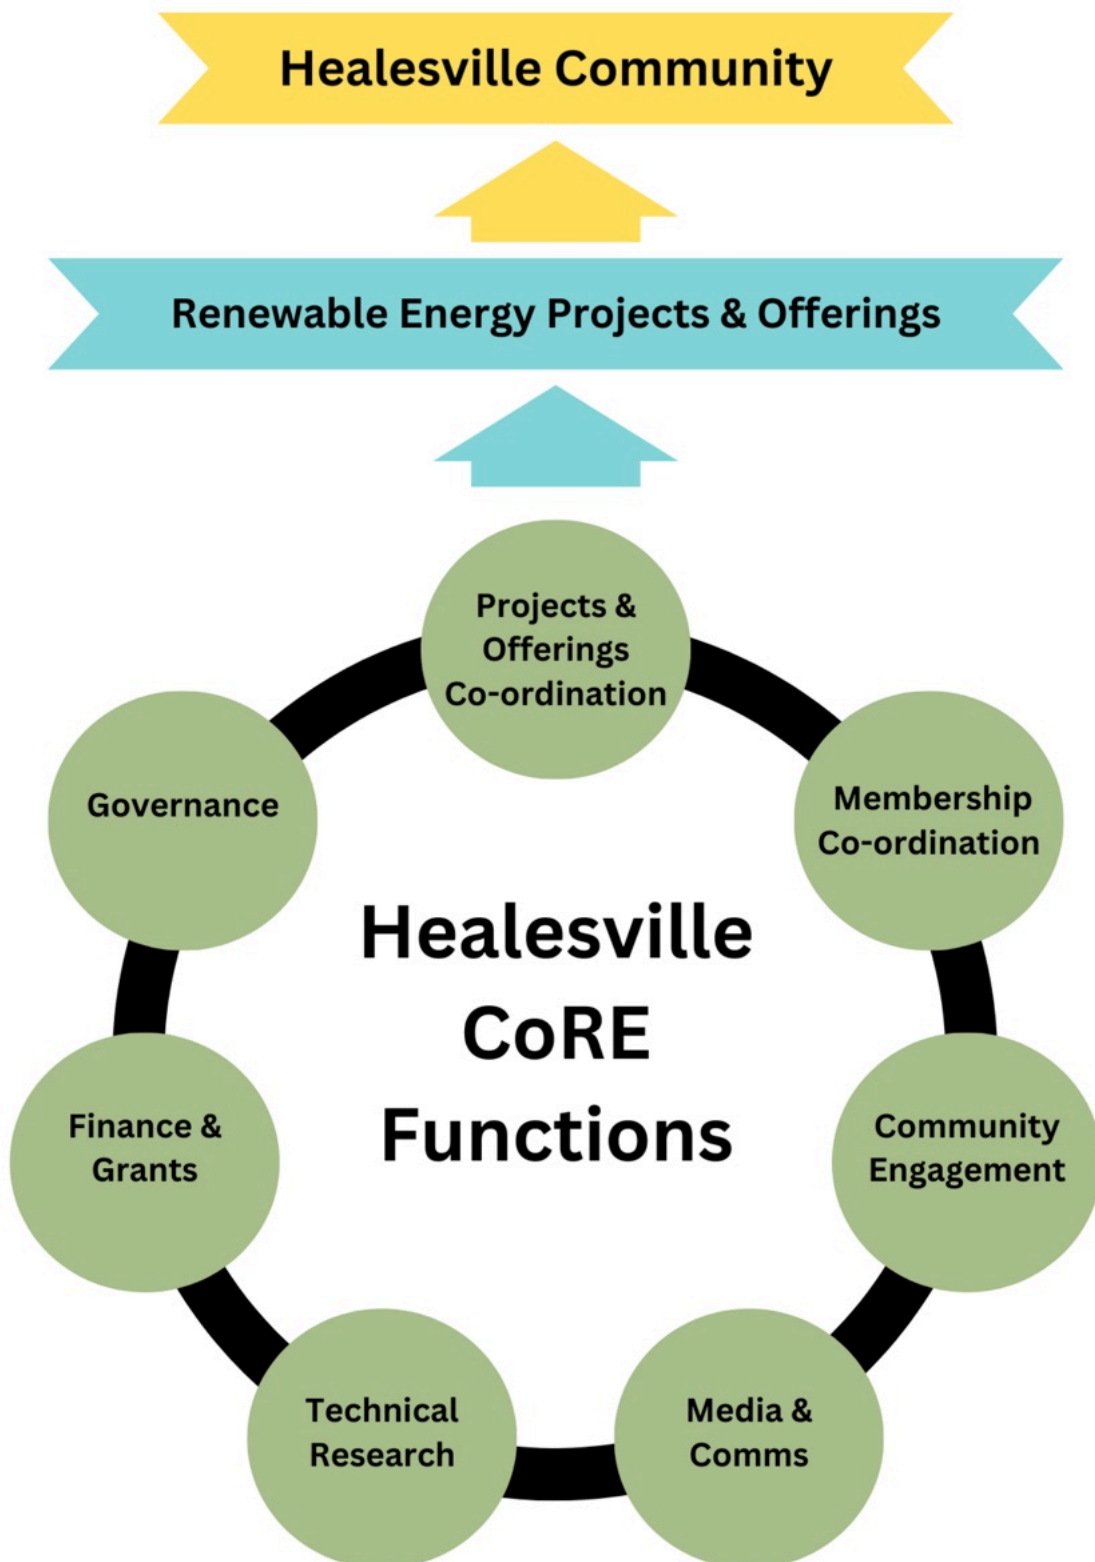 Healesville Community
Renewable Energy Projects & Offerings
Projects &
Offerings
Co-ordination
Governance
Membership
Co-ordination
Healesville
CoRE
Functions
Finance &
Grants
Community
Engagement
Technical
Research
Media &
Comms